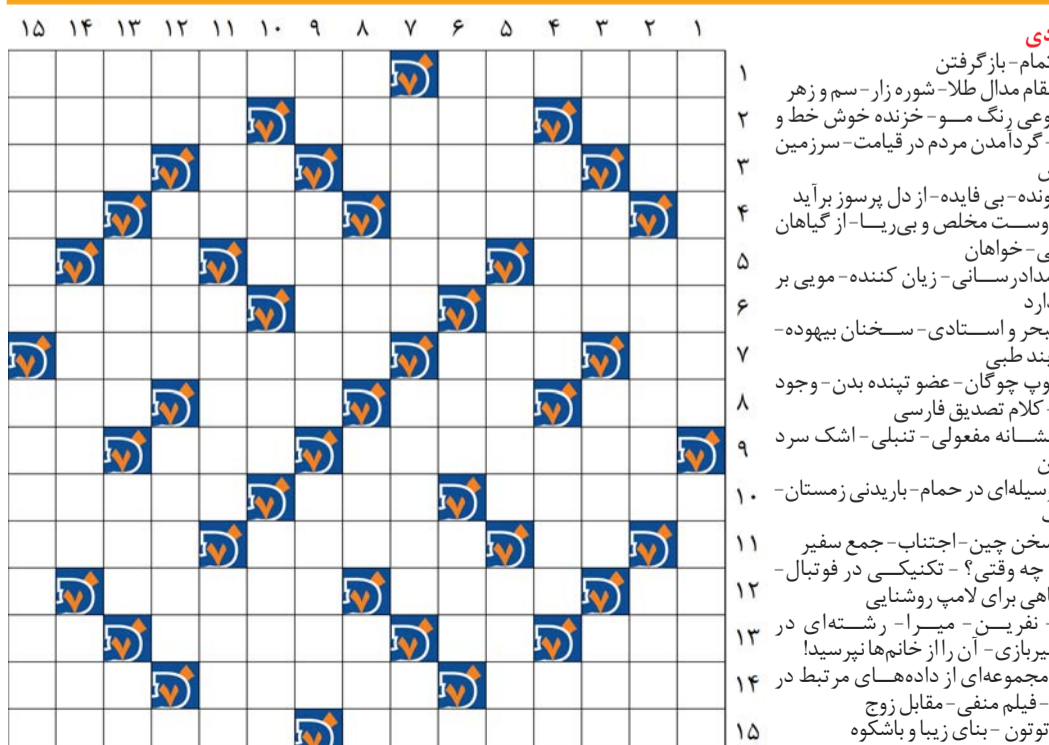 ۱۵ ۱۴ ۱۳ ۱۲ ۱۱ ۱۰ ۹ ۸ ۷ ۶ ۵ ۴ ۳ ۲ ۱
۱
۲
۳
۴
۵
۶
۷
۸
۹
۱۰
۱۱
۱۲
۱۳
۱۴
۱۵
دی
تمام-بازگرفتن
قام مدال طلا-شوره زار-سم و زهر
وعی رنگ مــو-خزنده خوش خط و
-گردآمدن مردم در قیامت-سرزمین
ونده-بی فایده-از دل پرسوز برآید
وســت مخلص و بی‌ریــا-از گیاهان
ی-خواهان
دادرســانی-زیان کننده-مویی بر
دارد
بحر و اســتادی-ســخنان بیهوده-
ند طبی
وپ چوگان-عضو تپنده بدن-وجود
-کلام تصدیق فارسی
شــانه مفعولی-تنبلی-اشک سرد
سیله‌ای در حمام-باریدنی زمستان-
سخن چین-اجتناب-جمع سفیر
چه وقتی؟ -تکنیکــی در فوتبال-
اهی برای لامپ روشنایی
-نفریــن- میــرا- رشــته‌ای در
یربازی-آن را از خانم‌ها نپرسید!
مجموعه‌ای از داده‌هــای مرتبط در
-فیلم منفی-مقابل زوج
توتون -بنای زیبا و باشکوه